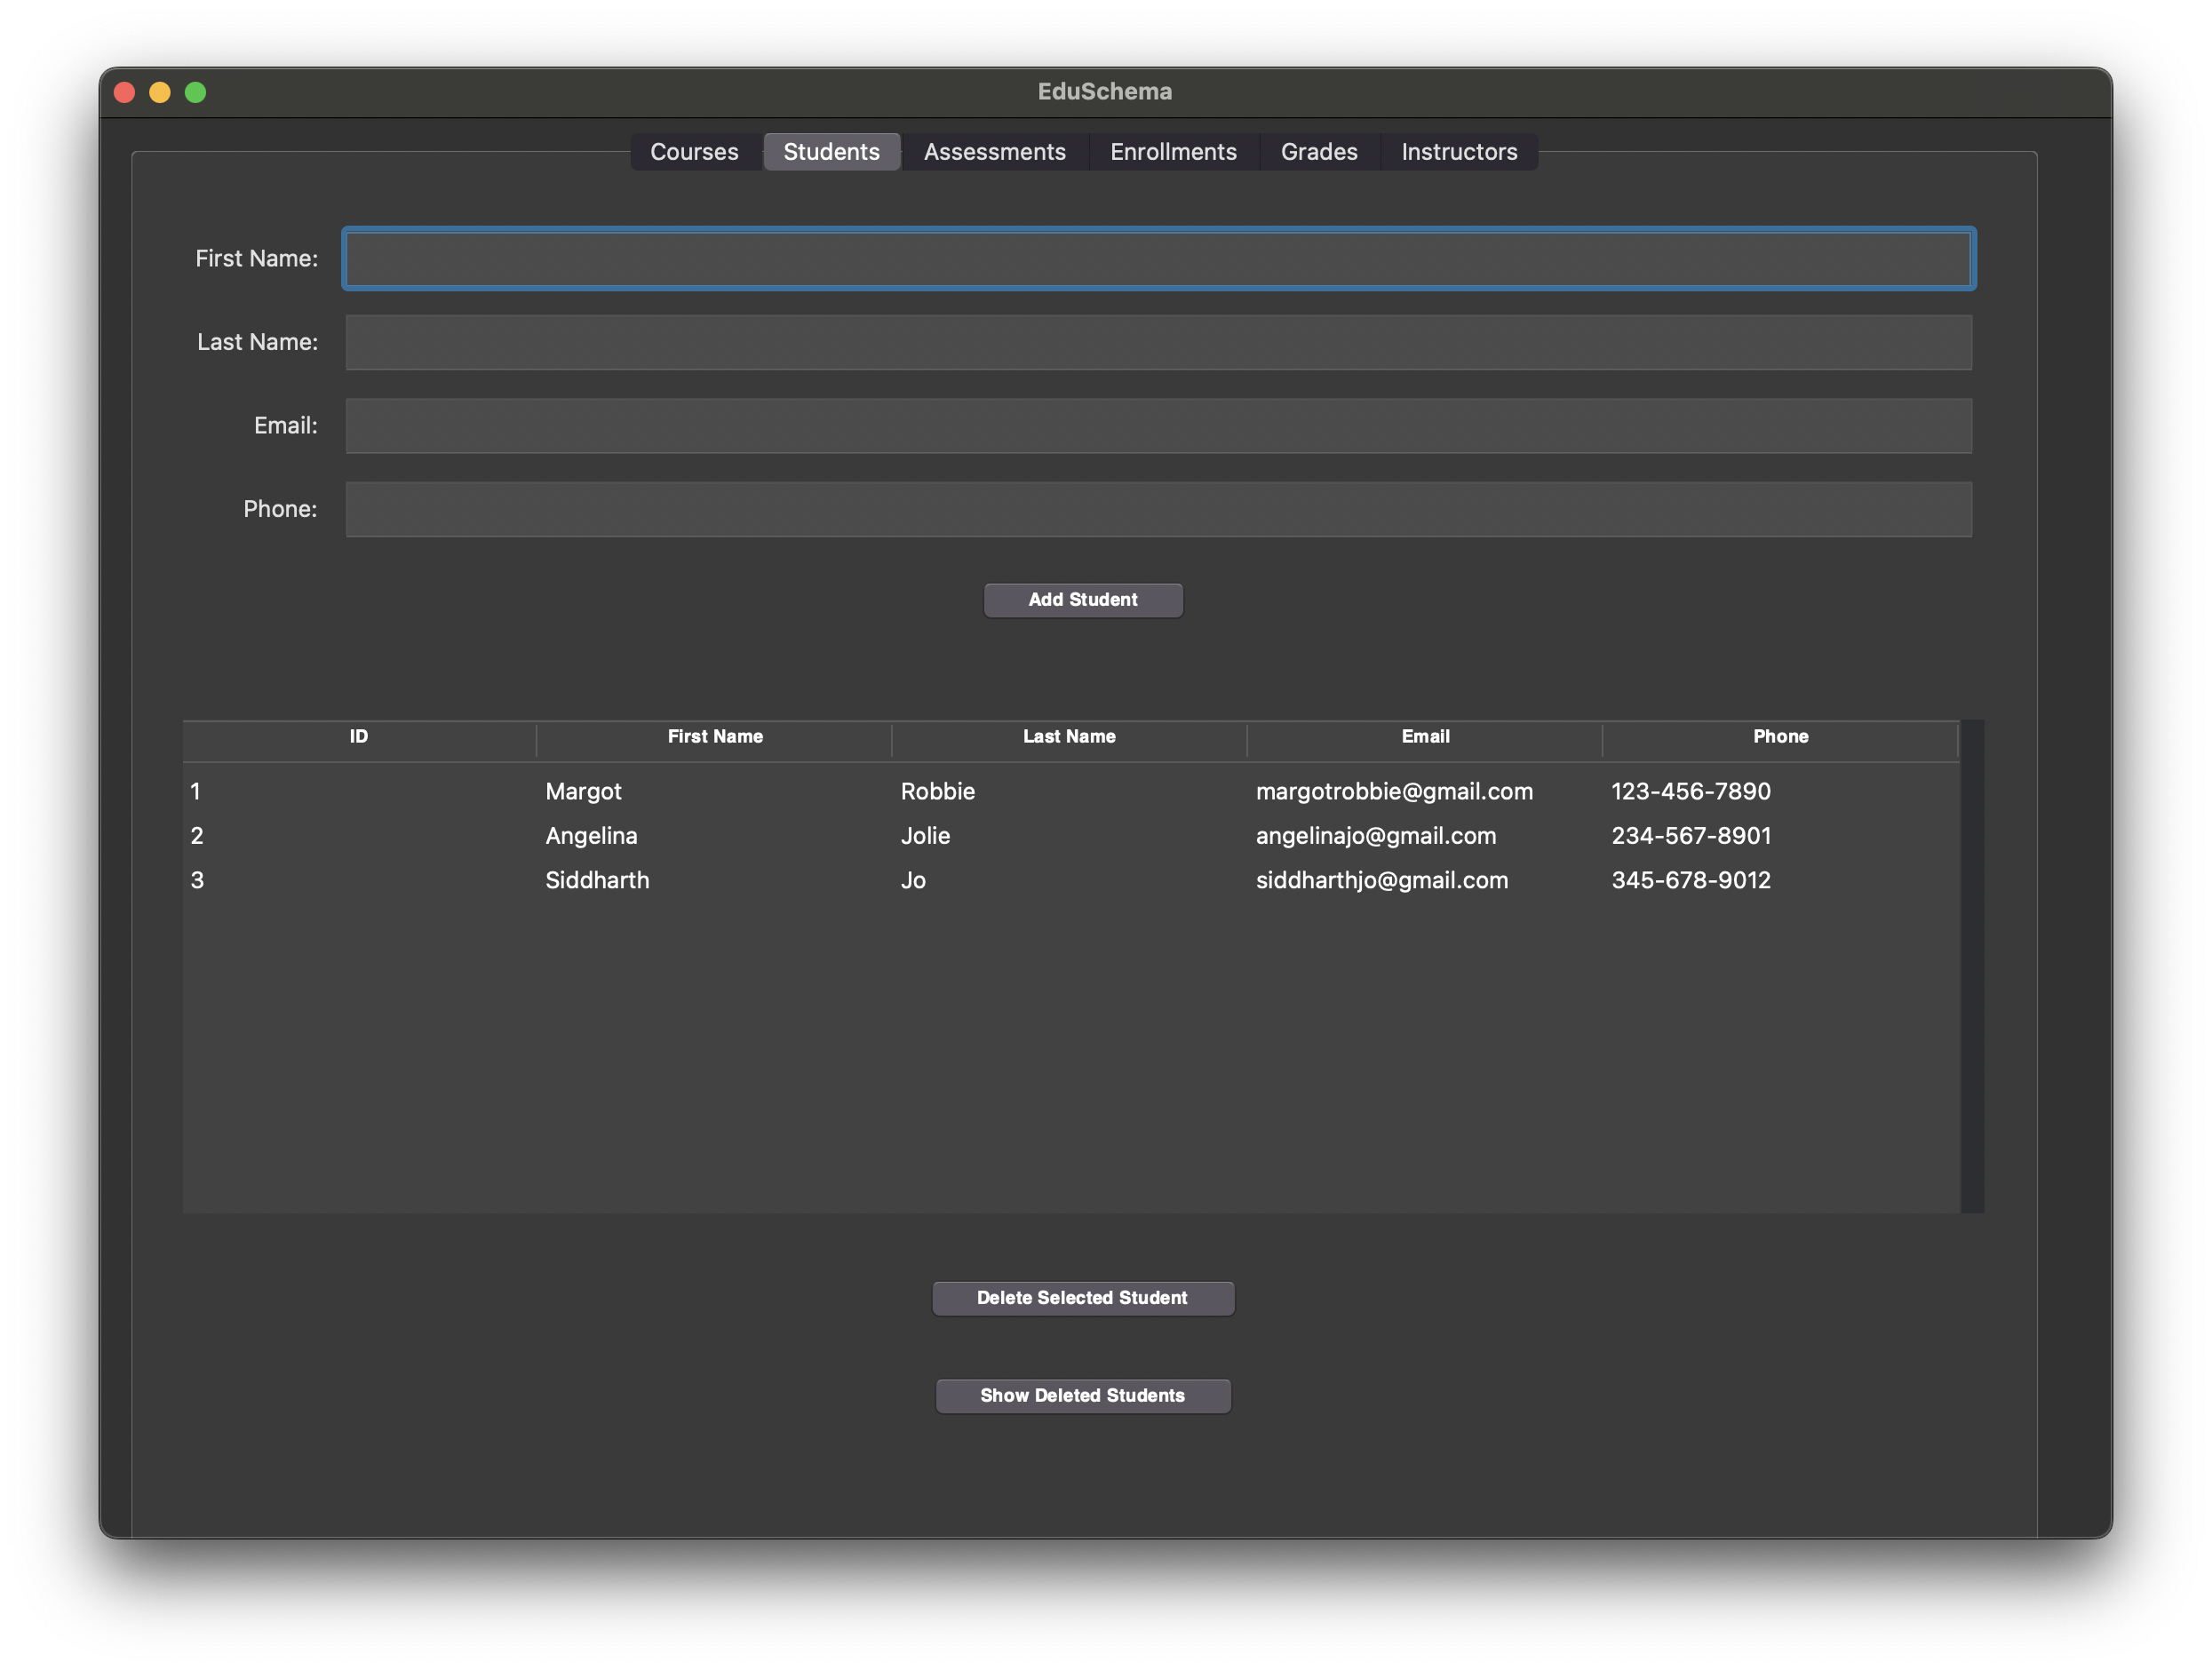 EduSchema
Courses Students Assessments Enrollments Grades Instructors
First Name:
Last Name:
Email:
Phone:
Add Student
ID First Name Last Name Email Phone
1 Margot Robbie margotrobbie@gmail.com 123-456-7890
2 Angelina Jolie angelinajo@gmail.com 234-567-8901
3 Siddharth Jo siddharthjo@gmail.com 345-678-9012
Delete Selected Student
Show Deleted Students